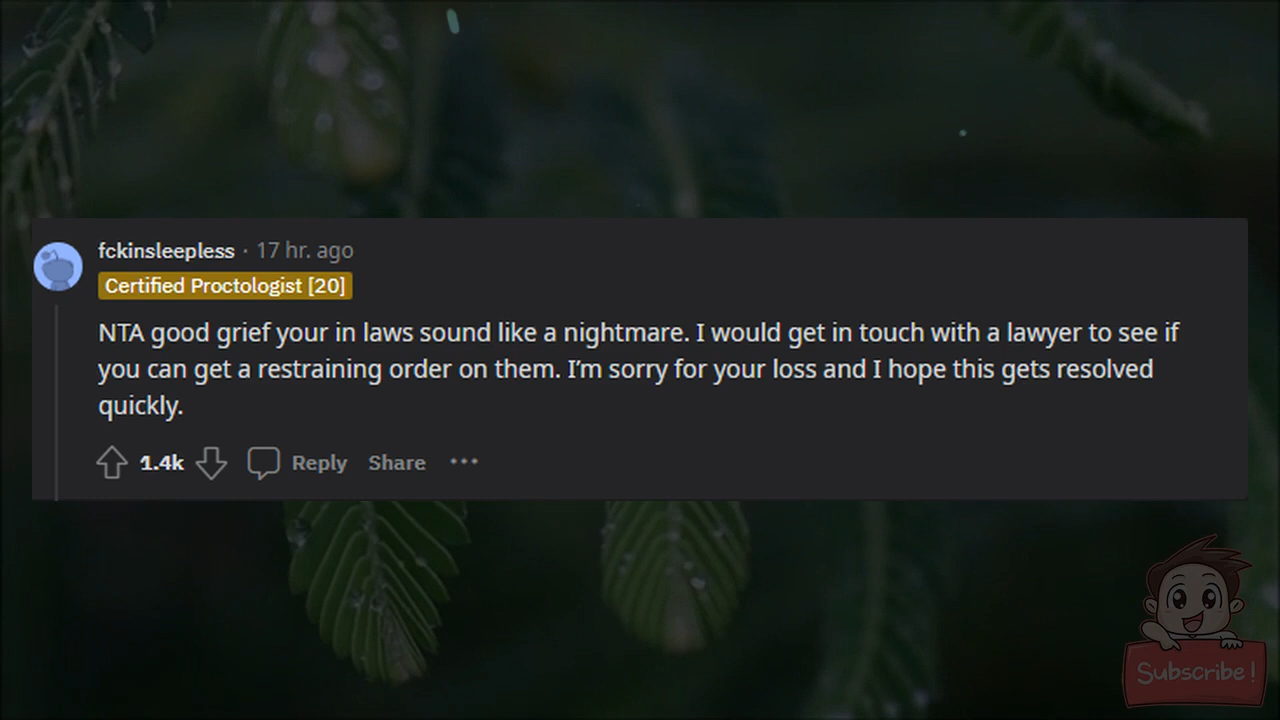 fckinsleepless · 17 hr. ago
Certified Proctologist [20]
NTA good grief your in laws sound like a nightmare. I would get in touch with a lawyer to see if
you can get a restraining order on them. I’m sorry for your loss and I hope this gets resolved
quickly.
1.4k Reply Share ···
Subscribe!